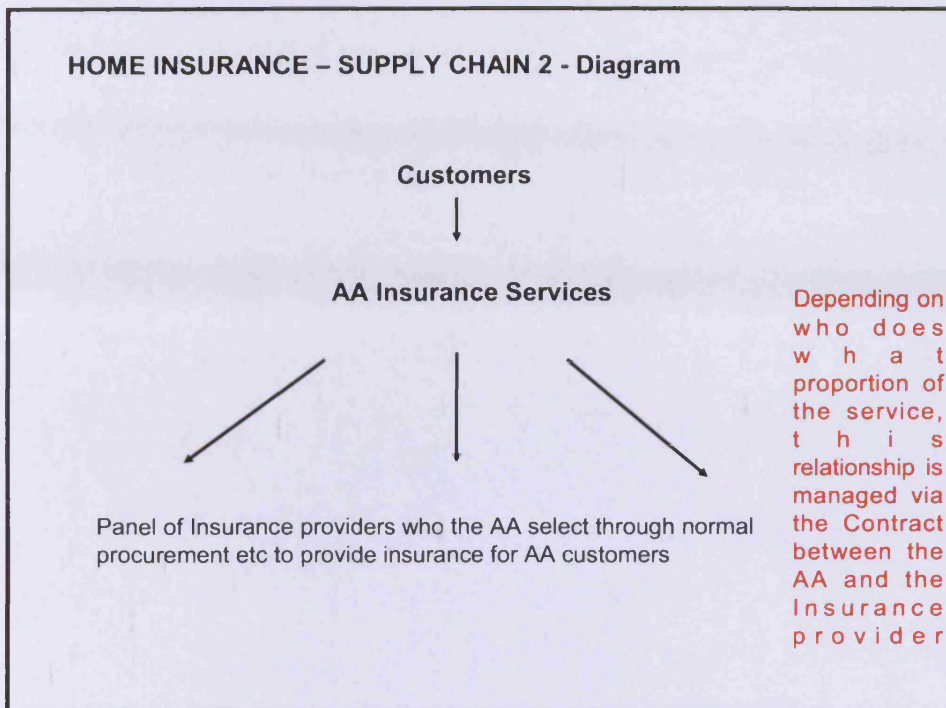 HOME INSURANCE – SUPPLY CHAIN 2 - Diagram
Customers
AA Insurance Services
Panel of Insurance providers who the AA select through normal
procurement etc to provide insurance for AA customers
Depending on
who does
what
proportion of
the service,
this
relationship is
managed via
the Contract
between the
AA and the
Insurance
provider